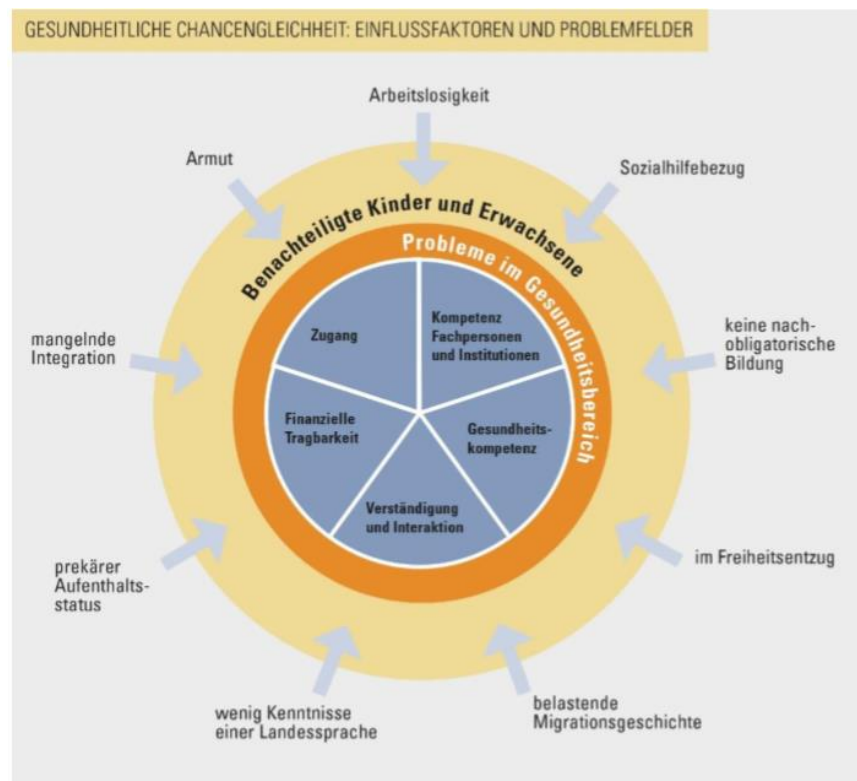 GESUNDHEITLICHE CHANCENGLEICHHEIT: EINFLUSSFAKTOREN UND PROBLEMFELDER
Arbeitslosigkeit
Armut
Sozialhilfebezug
Benachteiligte Kinder und Erwachsene
Probleme im Gesundheitsbereich
Zugang
Kompetenz
Fachpersonen
und Institutionen
mangelnde
Integration
keine nach-
obligatorische
Bildung
Finanzielle
Tragbarkeit
Gesundheits-
kompetenz
Verständigung
und Interaktion
prekärer
Aufenthalts-
status
im Freiheitsentzug
wenig Kenntnisse
einer Landessprache
belastende
Migrationsgeschichte